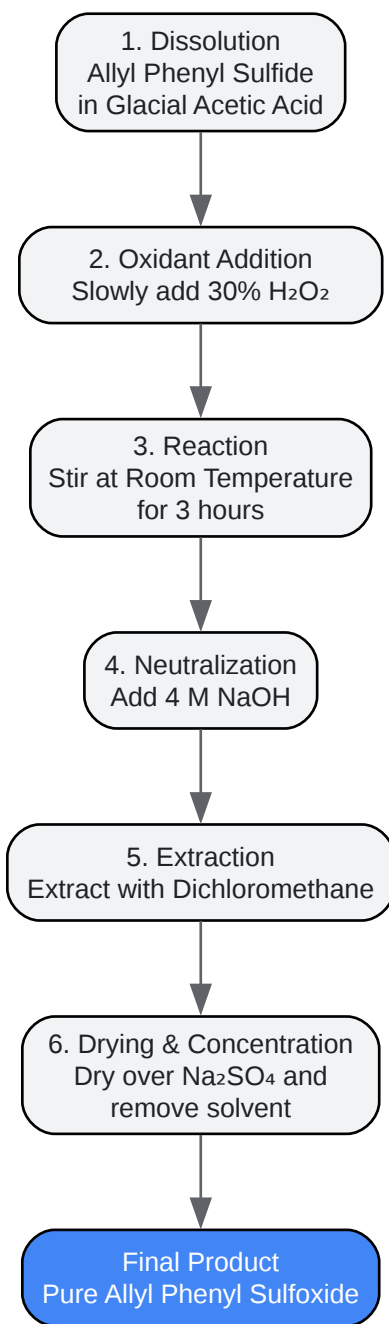 1. Dissolution
Allyl Phenyl Sulfide
in Glacial Acetic Acid
2. Oxidant Addition
Slowly add 30% H₂O₂
3. Reaction
Stir at Room Temperature
for 3 hours
4. Neutralization
Add 4 M NaOH
5. Extraction
Extract with Dichloromethane
6. Drying & Concentration
Dry over Na₂SO₄ and
remove solvent
Final Product
Pure Allyl Phenyl Sulfoxide